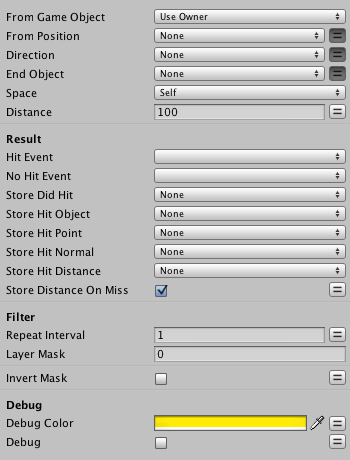 From Game Object Use Owner
From Position None
Direction None
End Object None
Space Self
Distance 100
Result
Hit Event
No Hit Event
Store Did Hit None
Store Hit Object None
Store Hit Point None
Store Hit Normal None
Store Hit Distance None
Store Distance On Miss
Filter
Repeat Interval 1
Layer Mask 0
Invert Mask
Debug
Debug Color
Debug